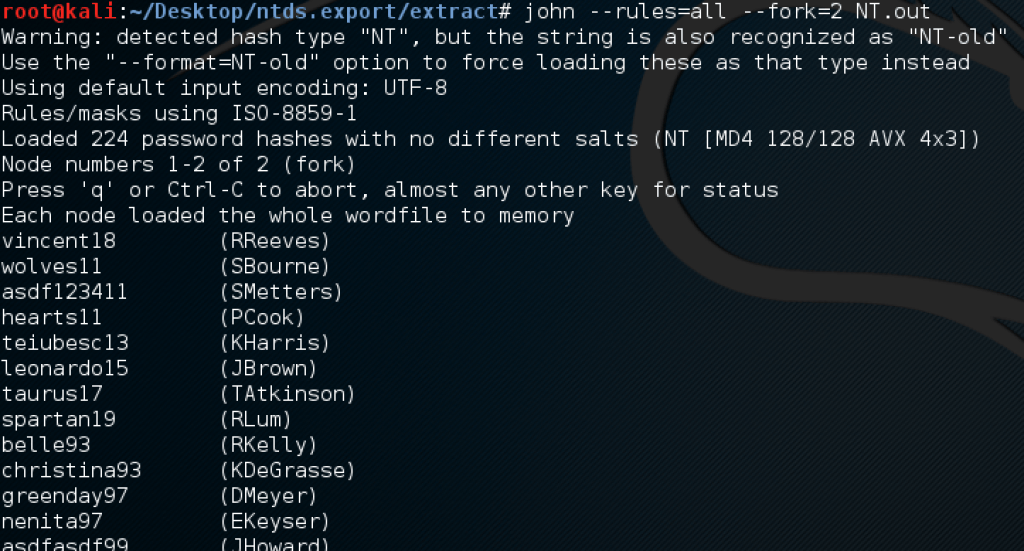 root@kali:~/Desktop/ntds.export/extract# john --rules=all --fork=2 NT.out
Warning: detected hash type "NT", but the string is also recognized as "NT-old"
Use the "--format=NT-old" option to force loading these as that type instead
Using default input encoding: UTF-8
Rules/masks using ISO-8859-1
Loaded 224 password hashes with no different salts (NT [MD4 128/128 AVX 4x3])
Node numbers 1-2 of 2 (fork)
Press 'q' or Ctrl-C to abort, almost any other key for status
Each node loaded the whole wordfile to memory
vincent18 (RReeves)
wolves11 (SBourne)
asdf123411 (SMetters)
hearts11 (PCook)
teiubesc13 (KHarris)
leonardo15 (JBrown)
taurus17 (TAtkinson)
spartan19 (RLum)
belle93 (RKelly)
christina93 (KDeGrasse)
greenday97 (DMeyer)
nenita97 (EKeyser)
asdfasdf99 (JHoward)